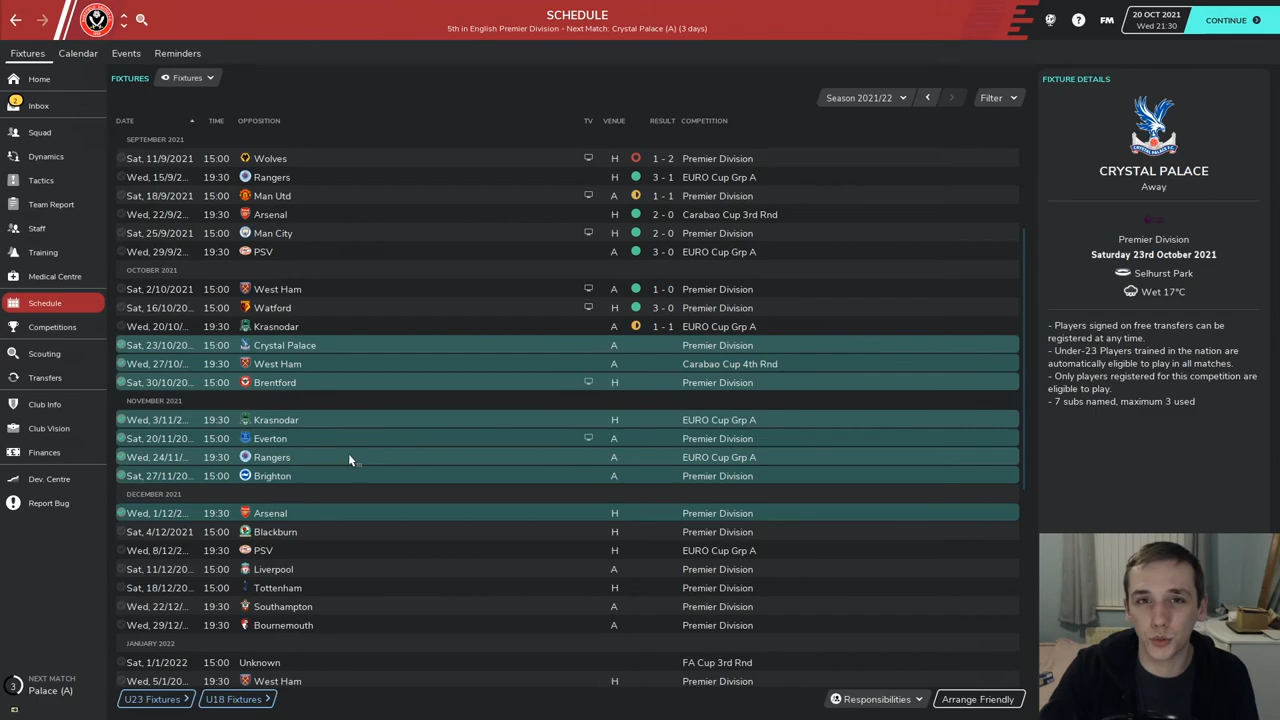 SCHEDULE
5th in English Premier Division - Next Match: Crystal Palace (A) (3 days)
? FM 20 OCT 2021
Wed 21:30
CONTINUE
Fixtures Calendar Events Reminders
Home
2
Inbox
Squad
Dynamics
Tactics
Team Report
Staff
Training
Medical Centre
Schedule
Competitions
Scouting
Transfers
Club Info
Club Vision
Finances
Dev. Centre
Report Bug
3 NEXT MATCH
Palace (A)
FIXTURES Fixtures
Season 2021/22 Filter
DATE TIME OPPOSITION TV VENUE RESULT COMPETITION
SEPTEMBER 2021
Sat, 11/9/2021 15:00 Wolves H 1 - 2 Premier Division
Wed, 15/9/2... 19:30 Rangers H 3 - 1 EURO Cup Grp A
Sat, 18/9/2021 15:00 Man Utd A 1 - 1 Premier Division
Wed, 22/9/2... 19:30 Arsenal H 2 - 0 Carabao Cup 3rd Rnd
Sat, 25/9/2021 15:00 Man City H 2 - 0 Premier Division
Wed, 29/9/2... 19:30 PSV A 3 - 0 EURO Cup Grp A
OCTOBER 2021
Sat, 2/10/2021 15:00 West Ham A 1 - 0 Premier Division
Sat, 16/10/20... 15:00 Watford H 3 - 0 Premier Division
Wed, 20/10/... 19:30 Krasnodar A 1 - 1 EURO Cup Grp A
Sat, 23/10/20... 15:00 Crystal Palace A Premier Division
Wed, 27/10/... 19:30 West Ham A Carabao Cup 4th Rnd
Sat, 30/10/20... 15:00 Brentford H Premier Division
NOVEMBER 2021
Wed, 3/11/2... 19:30 Krasnodar H EURO Cup Grp A
Sat, 20/11/20... 15:00 Everton A Premier Division
Wed, 24/11/... 19:30 Rangers A EURO Cup Grp A
Sat, 27/11/20... 15:00 Brighton A Premier Division
DECEMBER 2021
Wed, 1/12/2... 19:30 Arsenal H Premier Division
Sat, 4/12/2021 15:00 Blackburn H Premier Division
Wed, 8/12/2... 19:30 PSV H EURO Cup Grp A
Sat, 11/12/20... 15:00 Liverpool A Premier Division
Sat, 18/12/20... 15:00 Tottenham H Premier Division
Wed, 22/12/... 19:30 Southampton A Premier Division
Wed, 29/12/... 19:30 Bournemouth A Premier Division
JANUARY 2022
Sat, 1/1/2022 15:00 Unknown FA Cup 3rd Rnd
Wed, 5/1/20... 19:30 West Ham H Premier Division
U23 Fixtures U18 Fixtures Responsibilities Arrange Friendly
FIXTURE DETAILS
CRYSTAL PALACE
Away
Premier Division
Saturday 23rd October 2021
Selhurst Park
Wet 17°C
- Players signed on free transfers can be
registered at any time.
- Under-23 Players trained in the nation are
automatically eligible to play in all matches.
- Only players registered for this competition are
eligible to play.
- 7 subs named, maximum 3 used